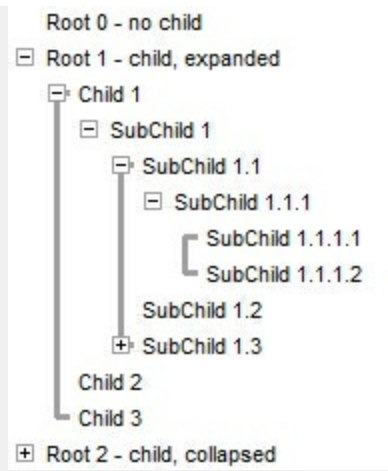 Root 0 - no child
Root 1 - child, expanded
Child 1
SubChild 1
SubChild 1.1
SubChild 1.1.1
SubChild 1.1.1.1
SubChild 1.1.1.2
SubChild 1.2
SubChild 1.3
Child 2
Child 3
Root 2 - child, collapsed